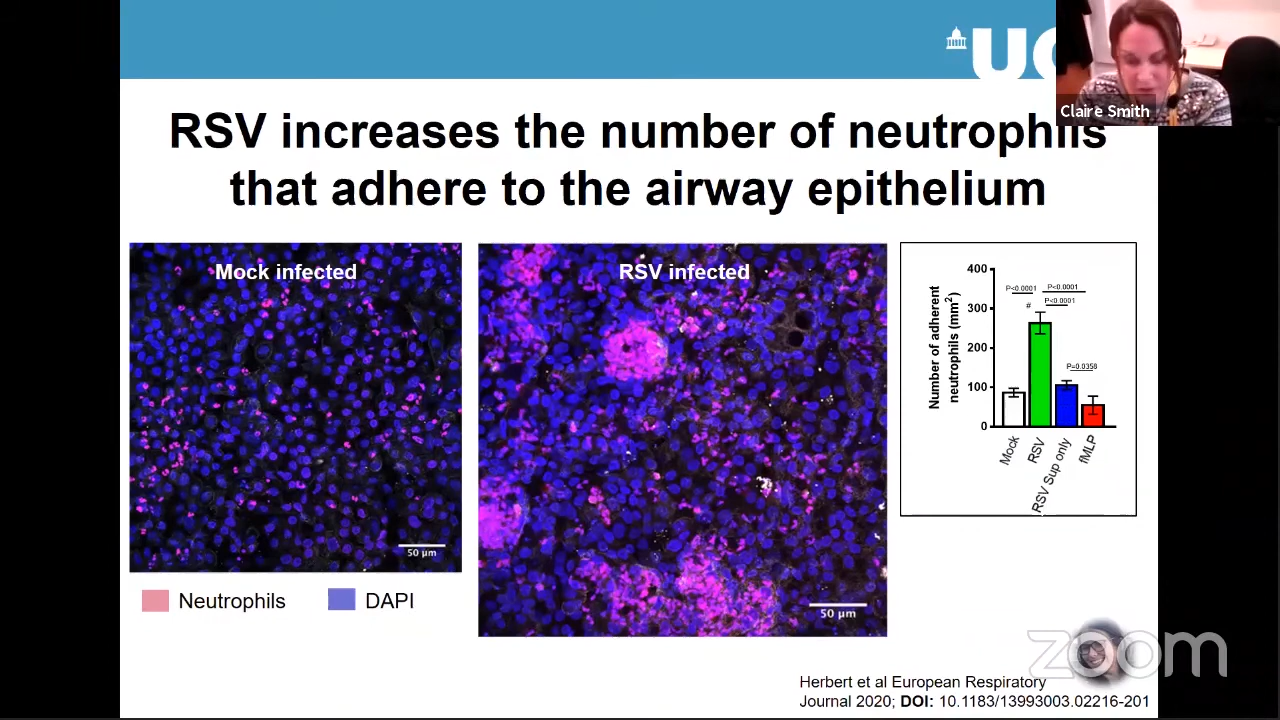 UC
Claire Smith
RSV increases the number of neutrophils
that adhere to the airway epithelium
Mock infected
50 µm
RSV infected
50 µm
Neutrophils
DAPI
Number of adherent
neutrophils (mm²)
400
300
200
100
0
P<0.0001
P<0.0001
P<0.0001
#
P=0.0358
Mock
RSV
RSV Sup only
fMLP
zoom
Herbert et al European Respiratory
Journal 2020; DOI: 10.1183/13993003.02216-201